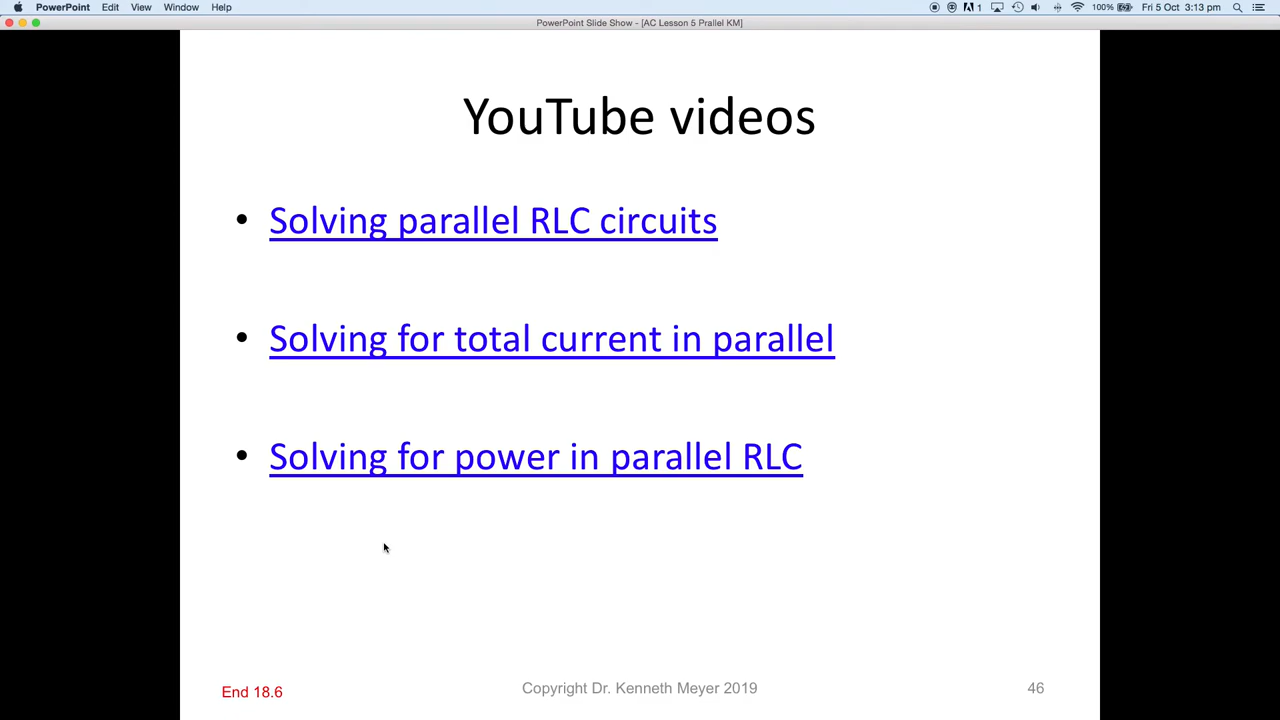 PowerPoint Edit View Window Help 1 100% Fri 5 Oct 3:13 pm
PowerPoint Slide Show - [AC Lesson 5 Prallel KM]
YouTube videos
• Solving parallel RLC circuits
• Solving for total current in parallel
• Solving for power in parallel RLC
End 18.6 Copyright Dr. Kenneth Meyer 2019 46